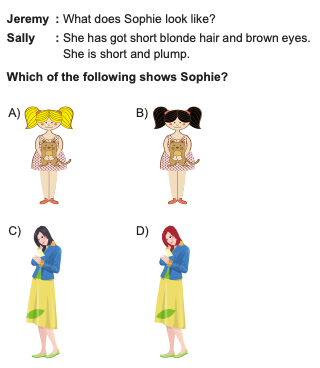 Jeremy : What does Sophie look like?
Sally : She has got short blonde hair and brown eyes.
She is short and plump.
Which of the following shows Sophie?
A) B)
C) D)